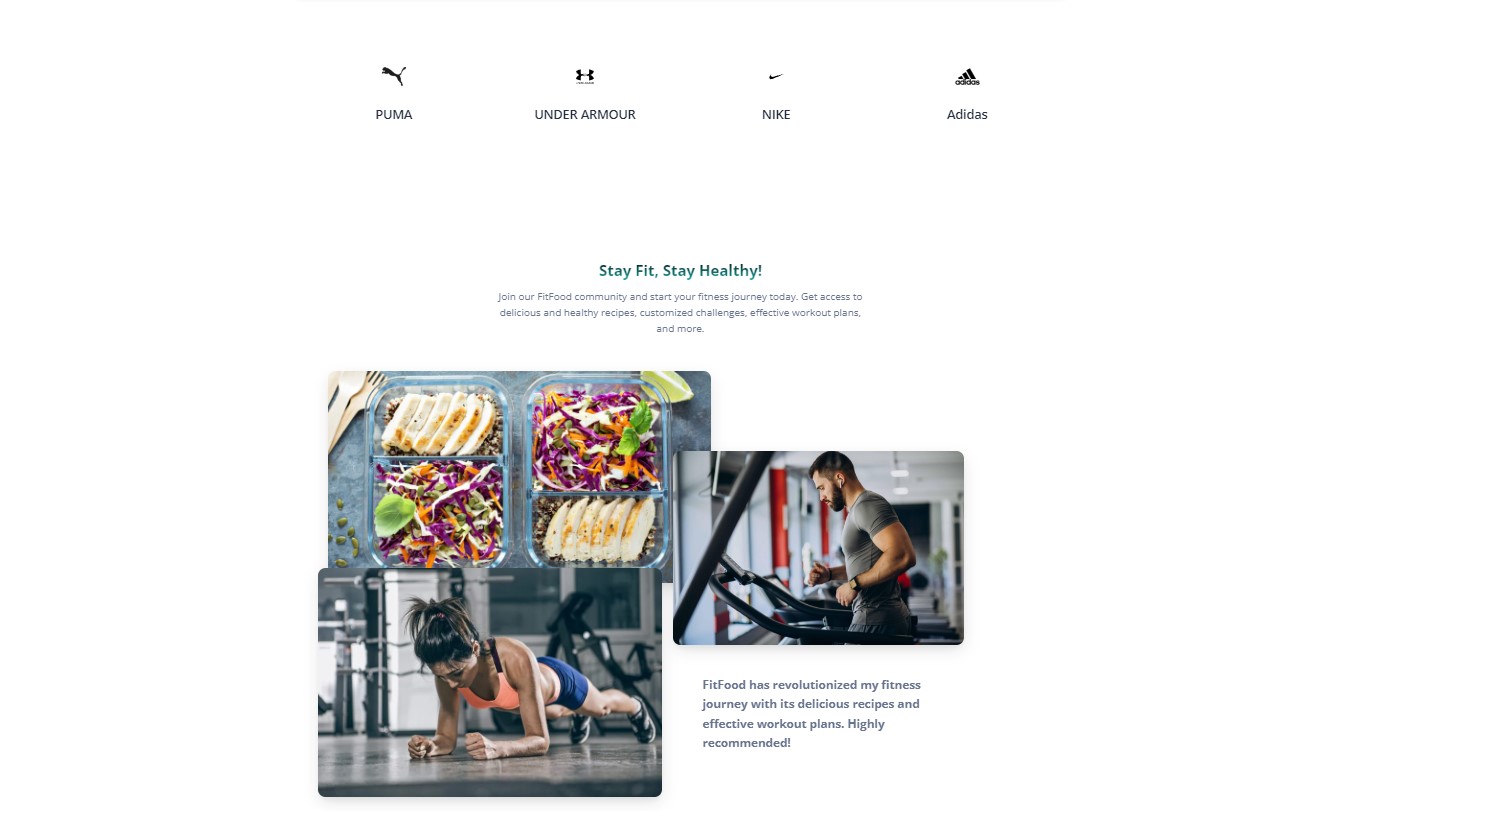 PUMA
UNDER ARMOUR
NIKE
adidas
Adidas
Stay Fit, Stay Healthy!
Join our FitFood community and start your fitness journey today. Get access to
delicious and healthy recipes, customized challenges, effective workout plans,
and more.
FitFood has revolutionized my fitness
journey with its delicious recipes and
effective workout plans. Highly
recommended!